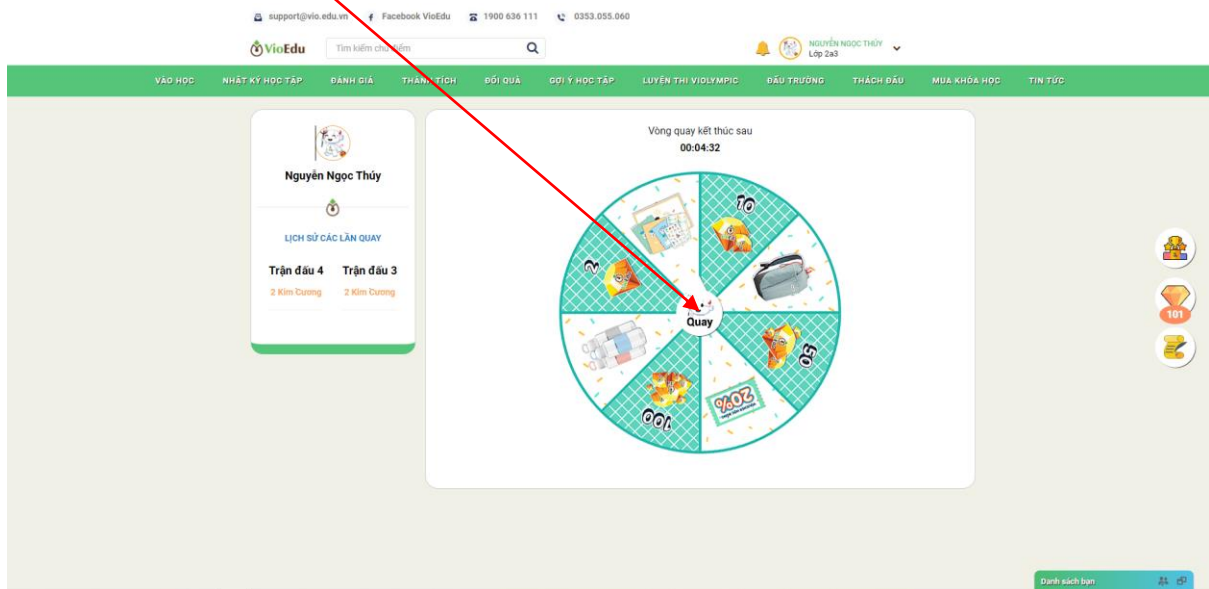 support@vio.edu.vn Facebook VioEdu 1900 636 111 0353.055.060
VioEdu Tìm kiếm chủ điểm NGUYỄN NGỌC THÚY
Lớp 2a3
VÀO HỌC NHẬT KÝ HỌC TẬP ĐÁNH GIÁ THÀNH TÍCH ĐỔI QUÀ GỢI Ý HỌC TẬP LUYỆN THI VIOLYMPIC ĐẤU TRƯỜNG THÁCH ĐẤU MUA KHÓA HỌC TIN TỨC
Nguyễn Ngọc Thúy
LỊCH SỬ CÁC LẦN QUAY
Trận đấu 4 Trận đấu 3
2 Kim Cương 2 Kim Cương
Vòng quay kết thúc sau
00:04:32
10
2
Quay
50
20%
100
101
Danh sách bạn